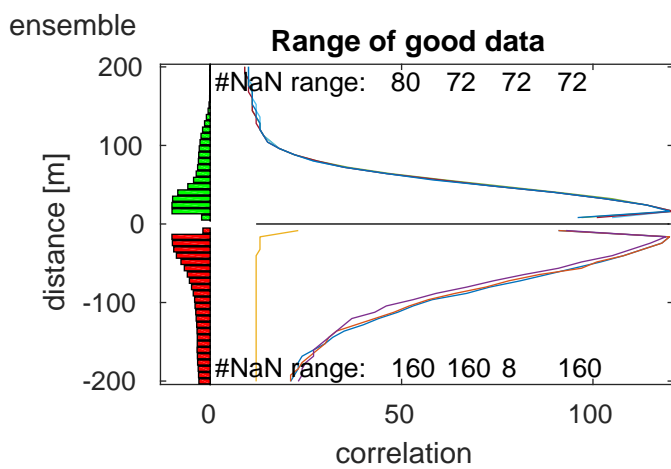 ensemble
Range of good data
200
#NaN range: 80 72 72 72
100
distance [m]
0
-100
#NaN range: 160 160 8 160
-200
0 50 100
correlation